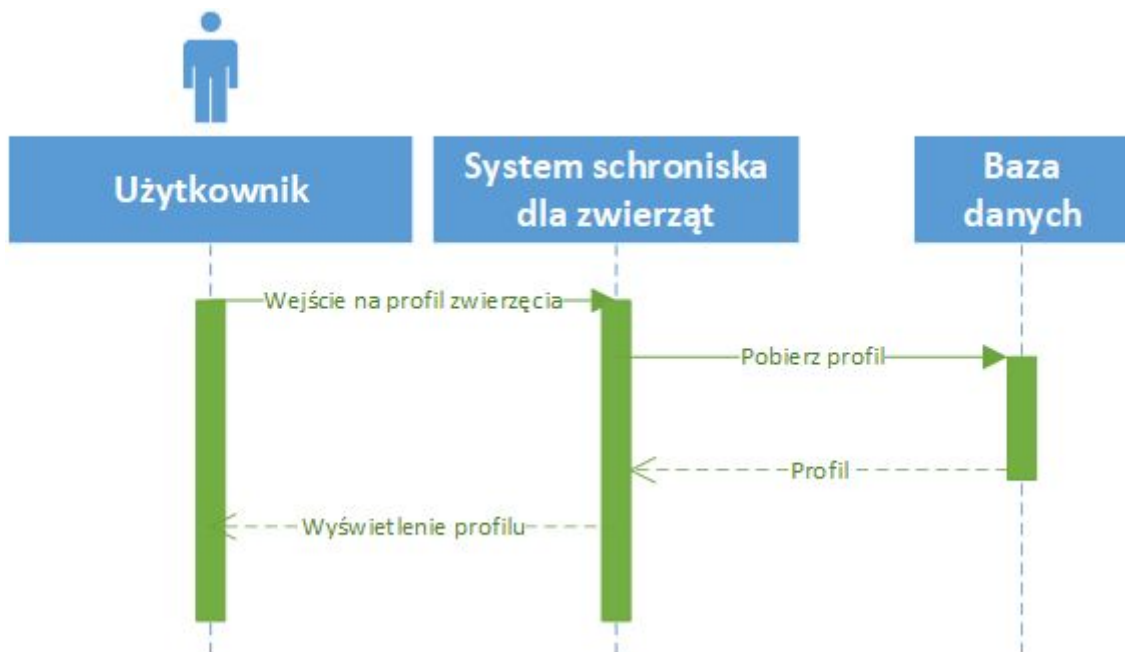 Użytkownik
System schroniska
dla zwierząt
Baza
danych
Wejście na profil zwierzęcia
Pobierz profil
Profil
Wyświetlenie profilu